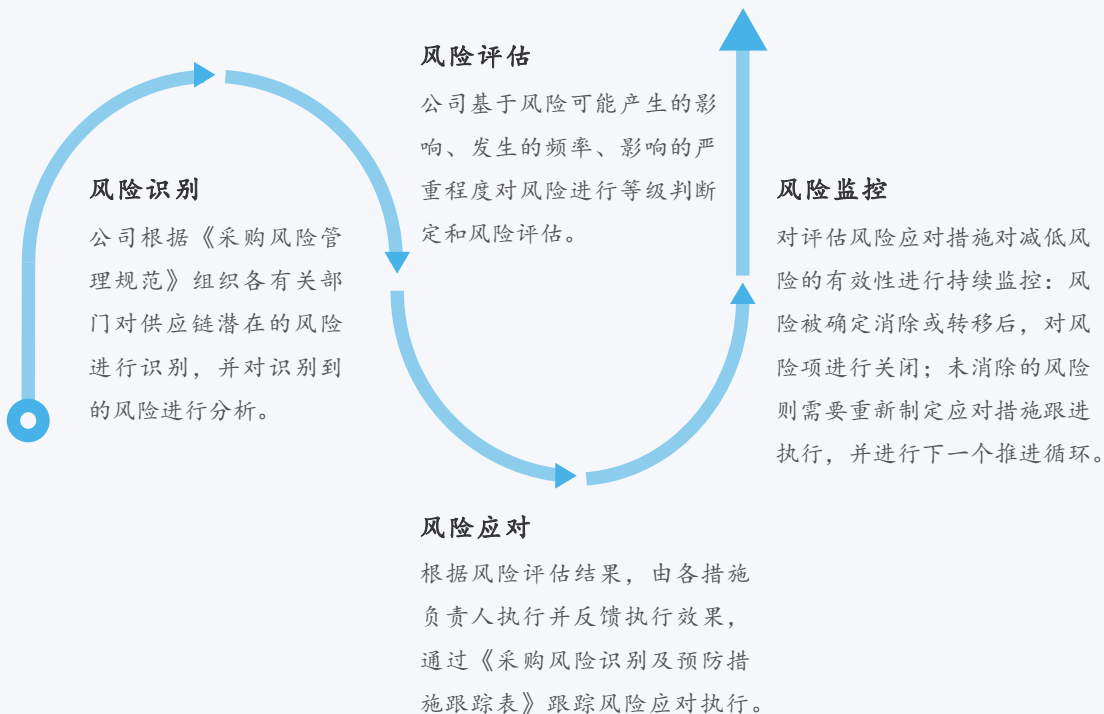 风险识别
公司根据《采购风险管
理规范》组织各有关部
门对供应链潜在的风险
进行识别，并对识别到
的风险进行分析。
风险评估
公司基于风险可能产生的影
响、发生的频率、影响的严
重程度对风险进行等级判断
定和风险评估。
风险应对
根据风险评估结果，由各措施
负责人执行并反馈执行效果，
通过《采购风险识别及预防措
施跟踪表》跟踪风险应对执行。
风险监控
对评估风险应对措施对减低风
险的有效性进行持续监控：风
险被确定消除或转移后，对风
险项进行关闭；未消除的风险
则需要重新制定应对措施跟进
执行，并进行下一个推进循环。